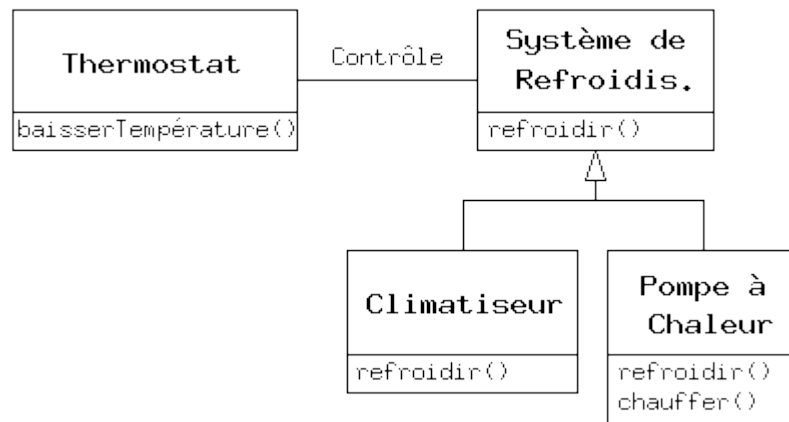 Thermostat
baisserTempérature()
Contrôle
Système de
Refroidis.
refroidir()
Climatiseur
refroidir()
Pompe à
Chaleur
refroidir()
chauffer()